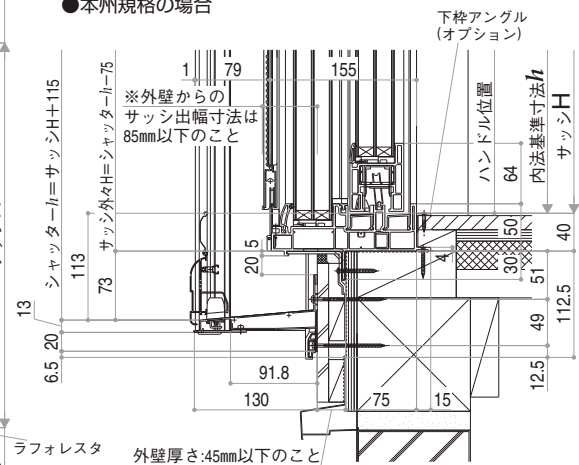 ●本州規格の場合
下枠アングル
(オプション)
1
79
155
※外壁からの
サッシ出幅寸法は
85mm以下のこと
シャッターh=サッシH+115
サッシ外々H=シャッターh-75
ハンドル位置
内法基準寸法h
サッシH
64
50
40
5
20
4
30
51
113
73
112.5
13
20
6.5
49
12.5
91.8
130
75
15
ラフォレスタ
外壁厚さ:45mm以下のこと